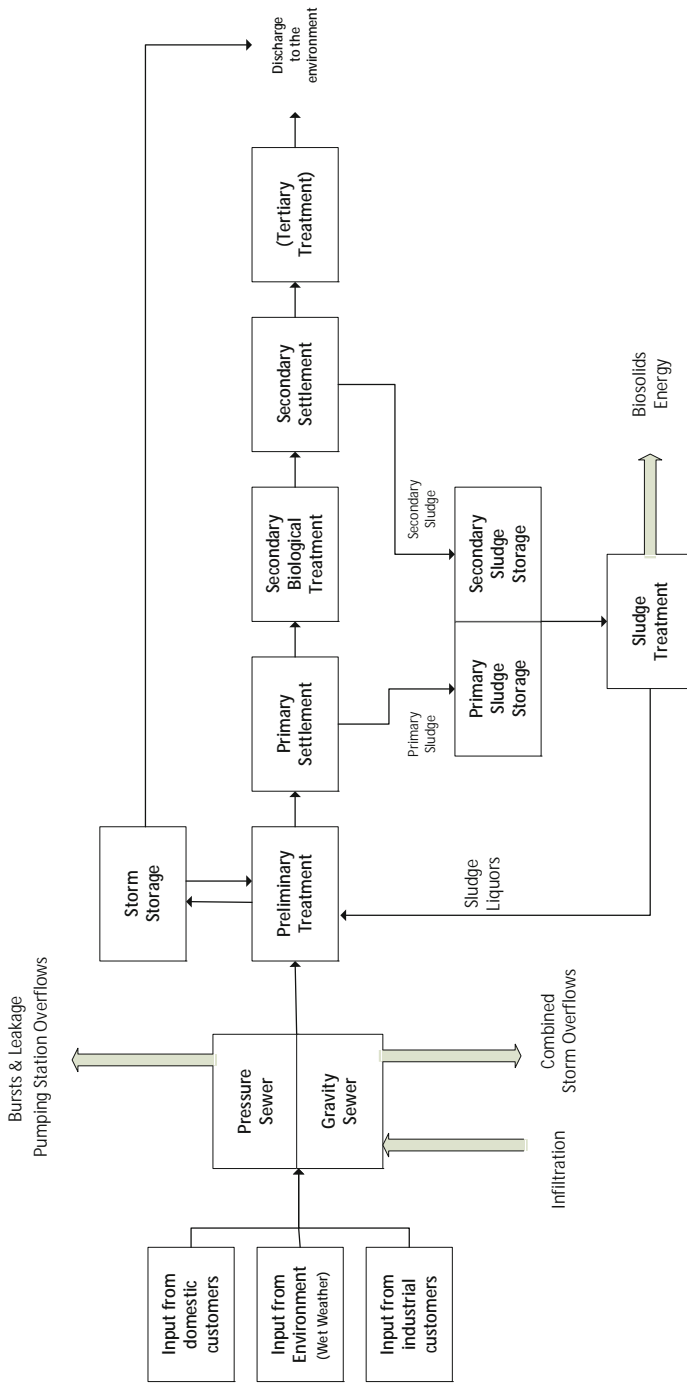 Input from
domestic
customers
Input from
Environment
(Wet Weather)
Input from
industrial
customers
Bursts & Leakage
Pumping Station Overflows
Pressure
Sewer
Gravity
Sewer
Infiltration
Combined
Storm Overflows
Storm
Storage
Preliminary
Treatment
Sludge
Liquors
Primary
Settlement
Primary
Sludge
Primary
Sludge
Storage
Secondary
Biological
Treatment
Secondary
Settlement
Secondary
Sludge
Secondary
Sludge
Storage
Sludge
Treatment
Biosolids
Energy
(Tertiary
Treatment)
Discharge
to the
environment